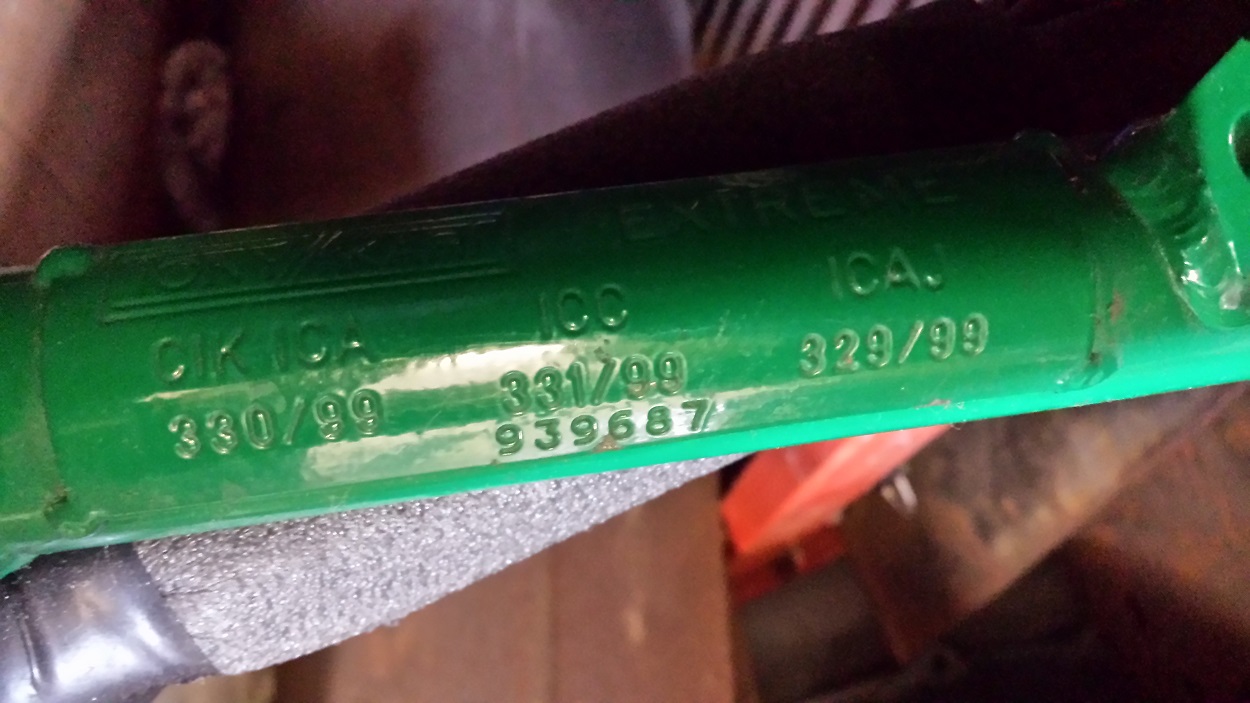 EXTREME
CIK ICA
330/99
ICC
331/99
939687
ICAJ
329/99